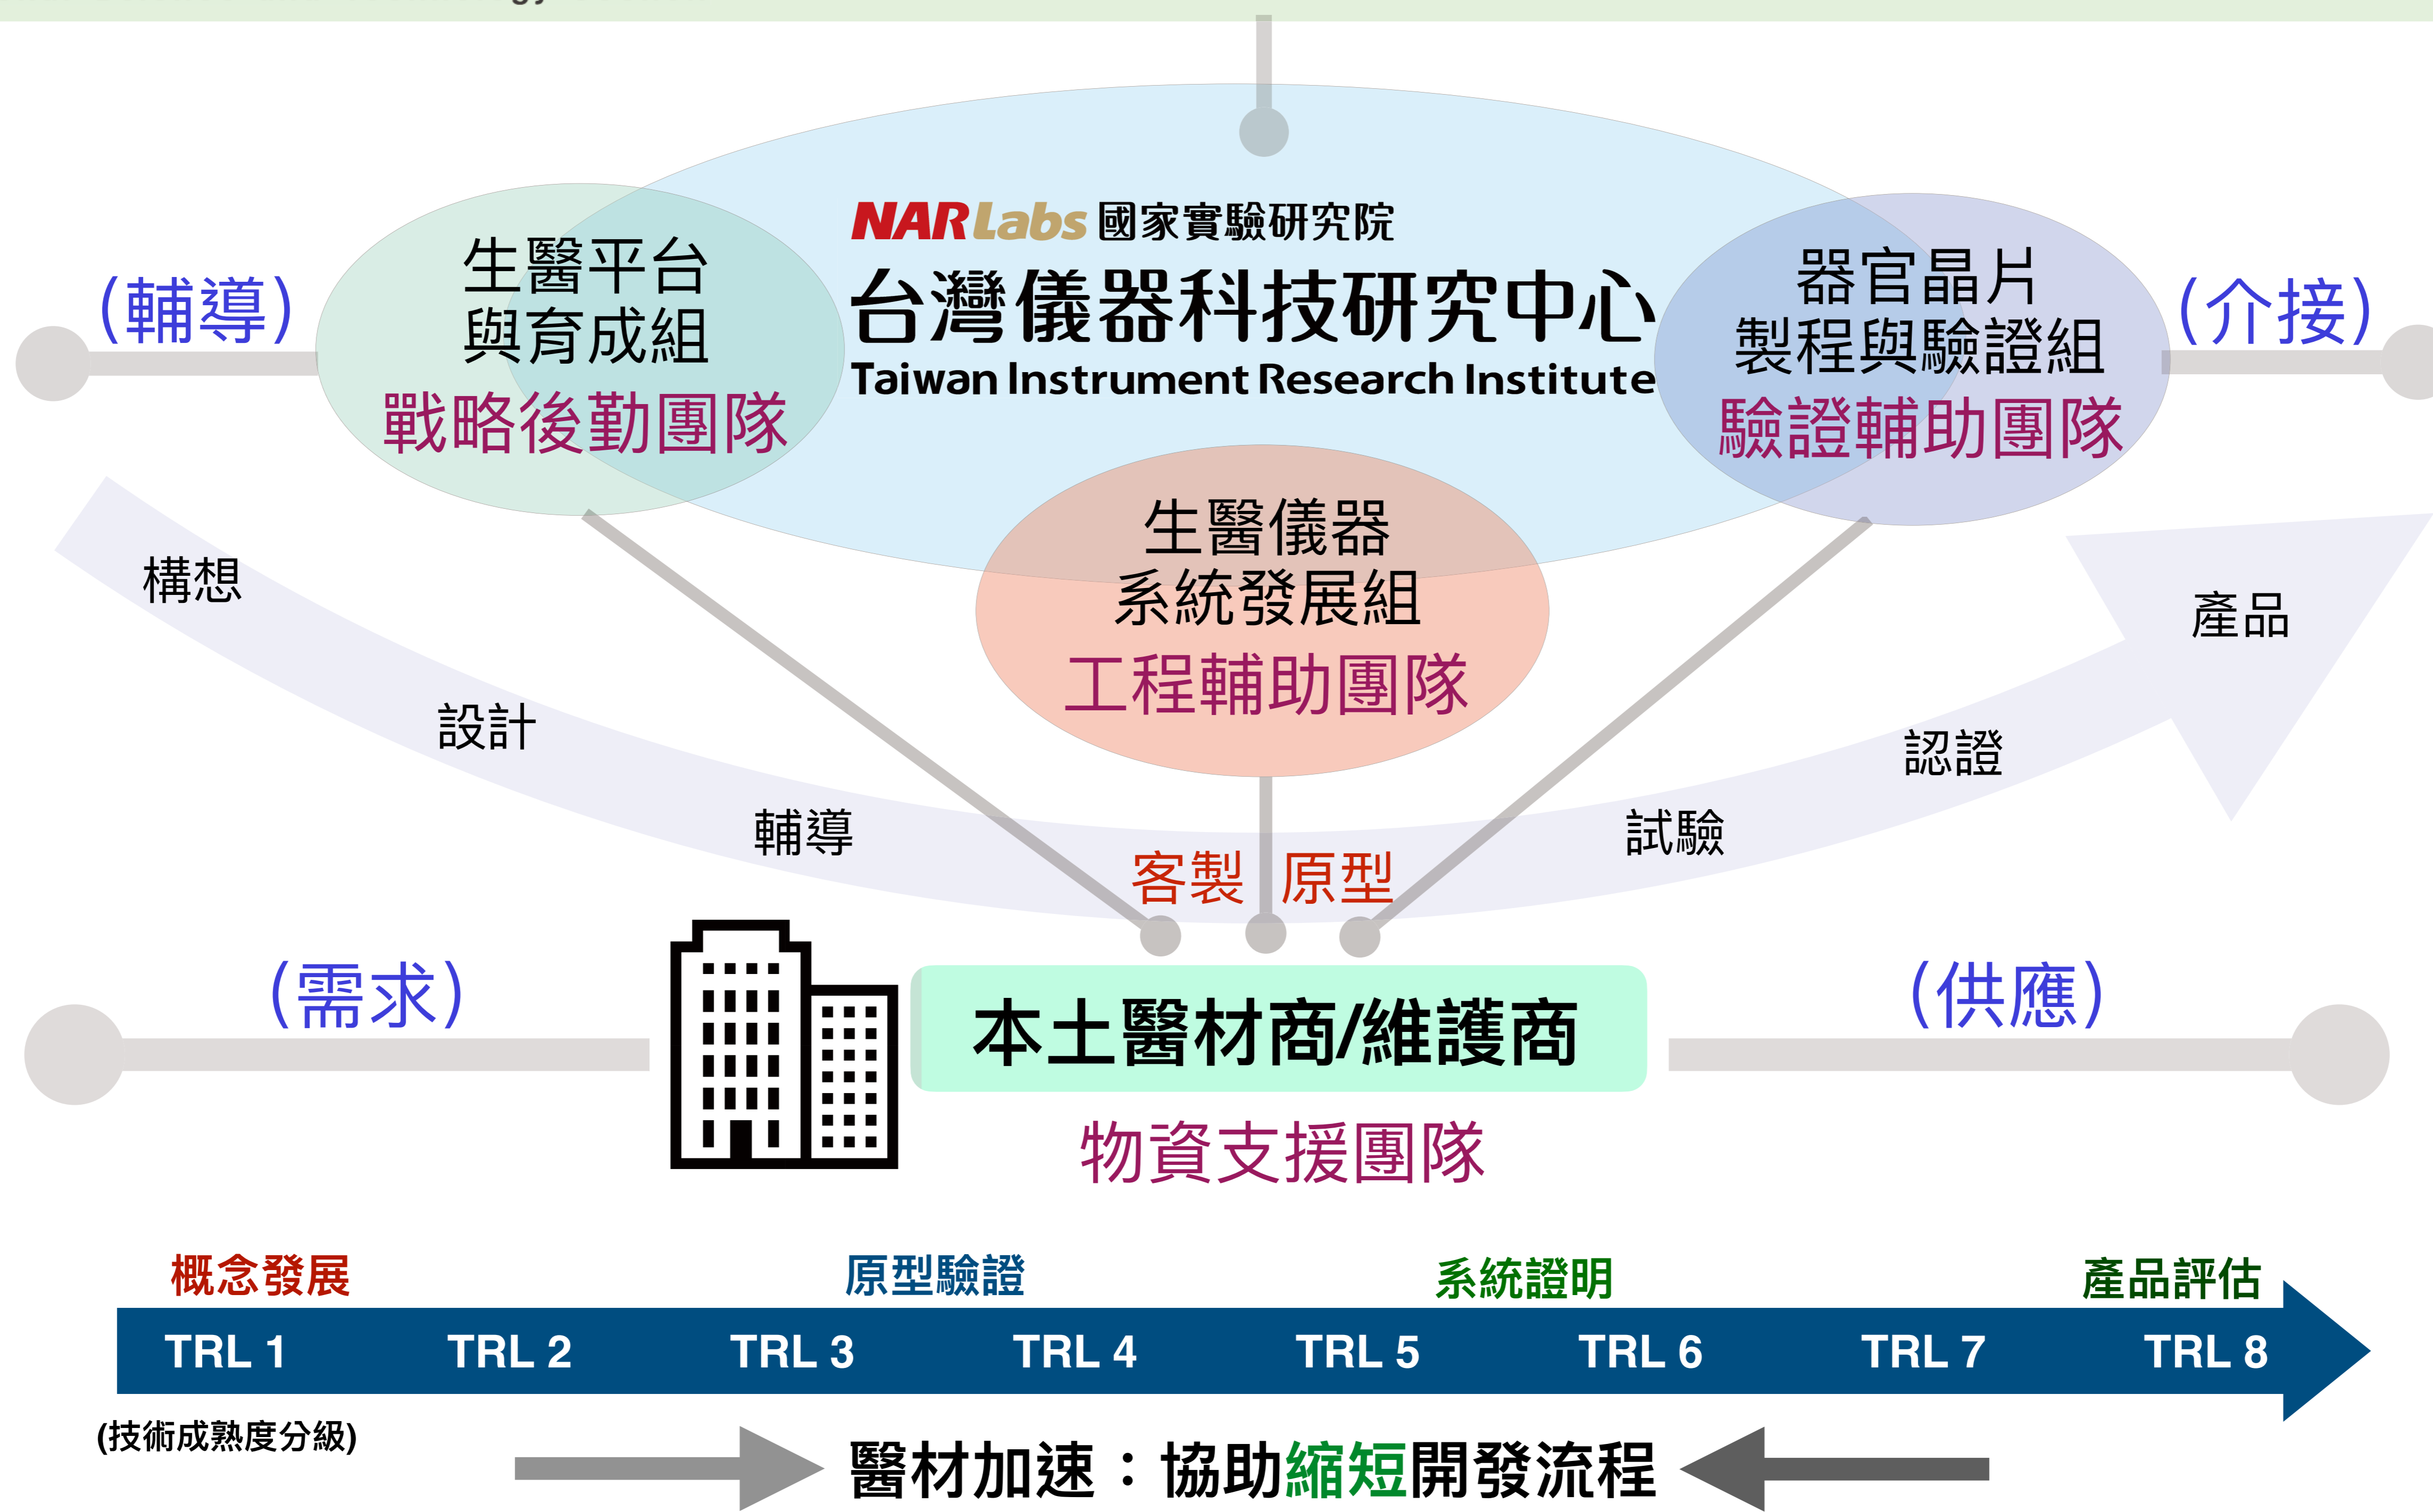 NARLabs 國家實驗研究院
台灣儀器科技研究中心
Taiwan Instrument Research Institute
(輔導)
生醫平台
與育成組
戰略後勤團隊
器官晶片
製程與驗證組
驗證輔助團隊
(介接)
生醫儀器
系統發展組
工程輔助團隊
構想
設計
輔導
客製 原型
試驗
認證
產品
(需求)
本土醫材商/維護商
物資支援團隊
(供應)
概念發展 原型驗證 系統證明 產品評估
TRL 1 TRL 2 TRL 3 TRL 4 TRL 5 TRL 6 TRL 7 TRL 8
(技術成熟度分級)
醫材加速：協助縮短開發流程